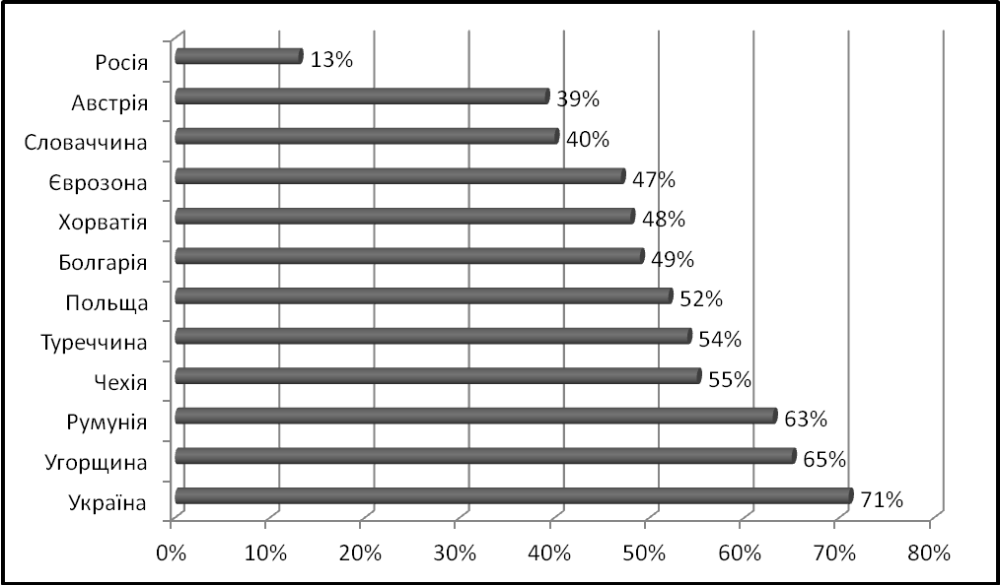 Росія 13%
Австрія 39%
Словаччина 40%
Єврозона 47%
Хорватія 48%
Болгарія 49%
Польща 52%
Туреччина 54%
Чехія 55%
Румунія 63%
Угорщина 65%
Україна 71%
0% 10% 20% 30% 40% 50% 60% 70% 80%